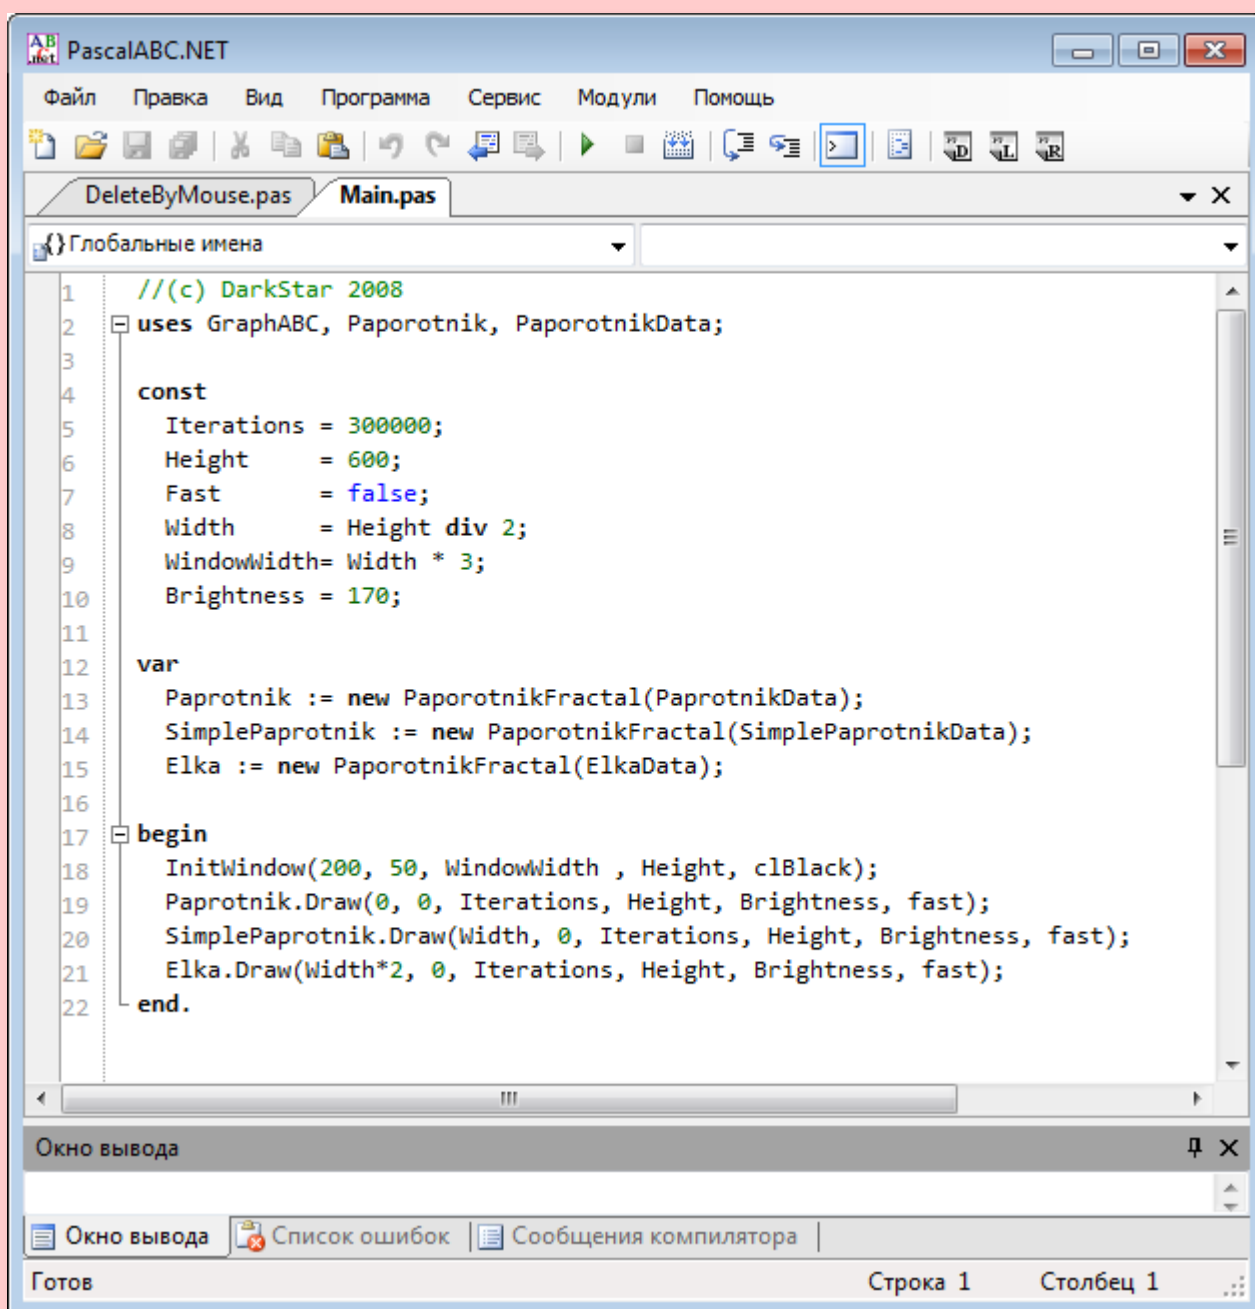 PascalABC.NET
Файл Правка Вид Программа Сервис Модули Помощь
DeleteByMouse.pas Main.pas
Глобальные имена
1 //(c) DarkStar 2008
2 uses GraphABC, Paporotnik, PaporotnikData;
3
4 const
5 Iterations = 300000;
6 Height = 600;
7 Fast = false;
8 Width = Height div 2;
9 WindowWidth= Width * 3;
10 Brightness = 170;
11
12 var
13 Paprotnik := new PaporotnikFractal(PaprotnikData);
14 SimplePaprotnik := new PaporotnikFractal(SimplePaprotnikData);
15 Elka := new PaporotnikFractal(ElkaData);
16
17 begin
18 InitWindow(200, 50, WindowWidth , Height, clBlack);
19 Paprotnik.Draw(0, 0, Iterations, Height, Brightness, fast);
20 SimplePaprotnik.Draw(Width, 0, Iterations, Height, Brightness, fast);
21 Elka.Draw(Width*2, 0, Iterations, Height, Brightness, fast);
22 end.
Окно вывода
Окно вывода Список ошибок Сообщения компилятора
Готов Строка 1 Столбец 1